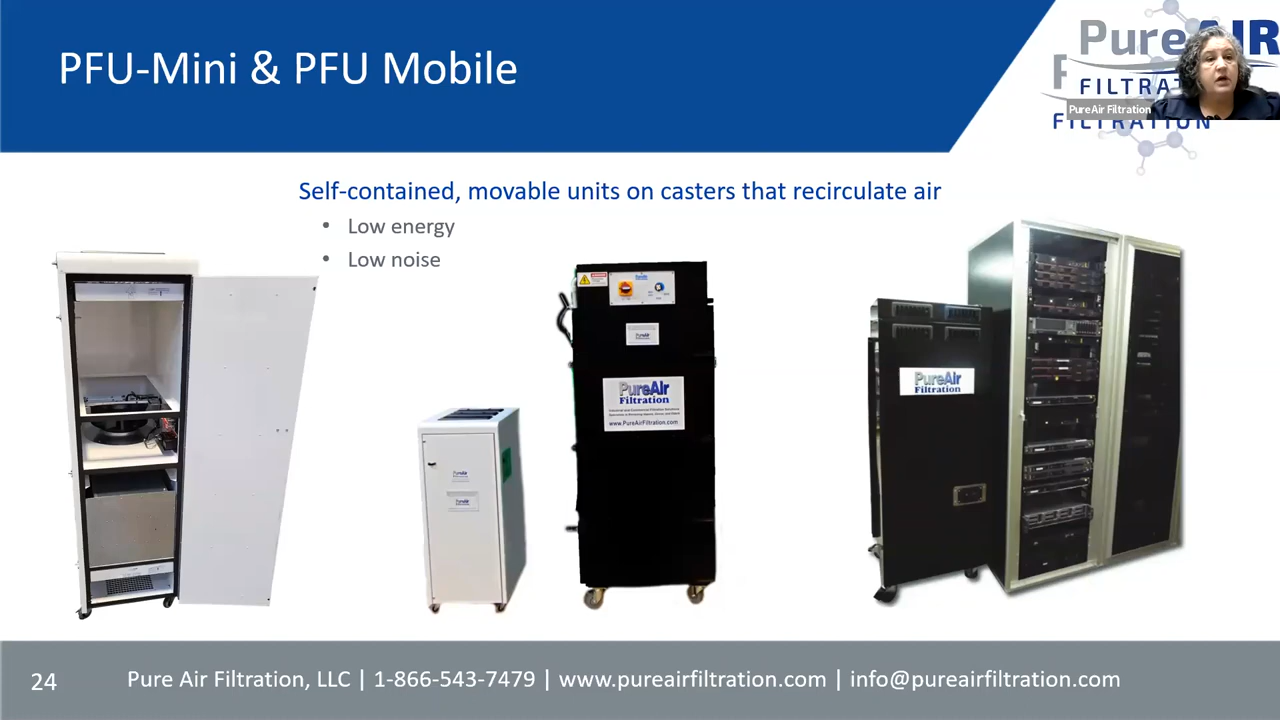 PFU-Mini & PFU Mobile
PureAIR
FILTRATION
PureAir Filtration
Self-contained, movable units on casters that recirculate air
• Low energy
• Low noise
PureAir
Filtration
www.PureAirFiltration.com
PureAir
Filtration
24
Pure Air Filtration, LLC | 1-866-543-7479 | www.pureairfiltration.com | info@pureairfiltration.com